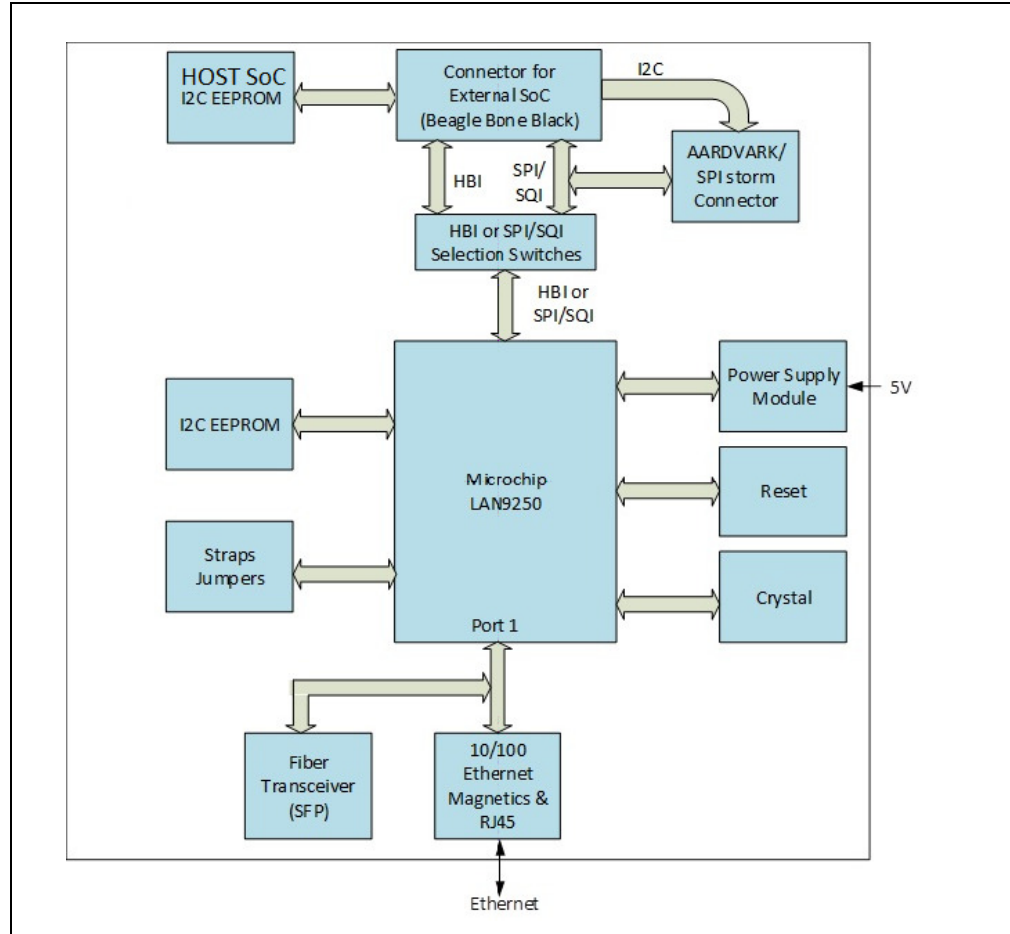 HOST SoC
I2C EEPROM
Connector for
External SoC
(Beagle Bone Black)
I2C
AARDVARK/
SPI storm
Connector
HBI
SPI/
SQI
HBI or SPI/SQI
Selection Switches
HBI or
SPI/SQI
I2C EEPROM
Straps
Jumpers
Microchip
LAN9250
Port 1
Power Supply
Module
5V
Reset
Crystal
Fiber
Transceiver
(SFP)
10/100
Ethernet
Magnetics &
RJ45
Ethernet